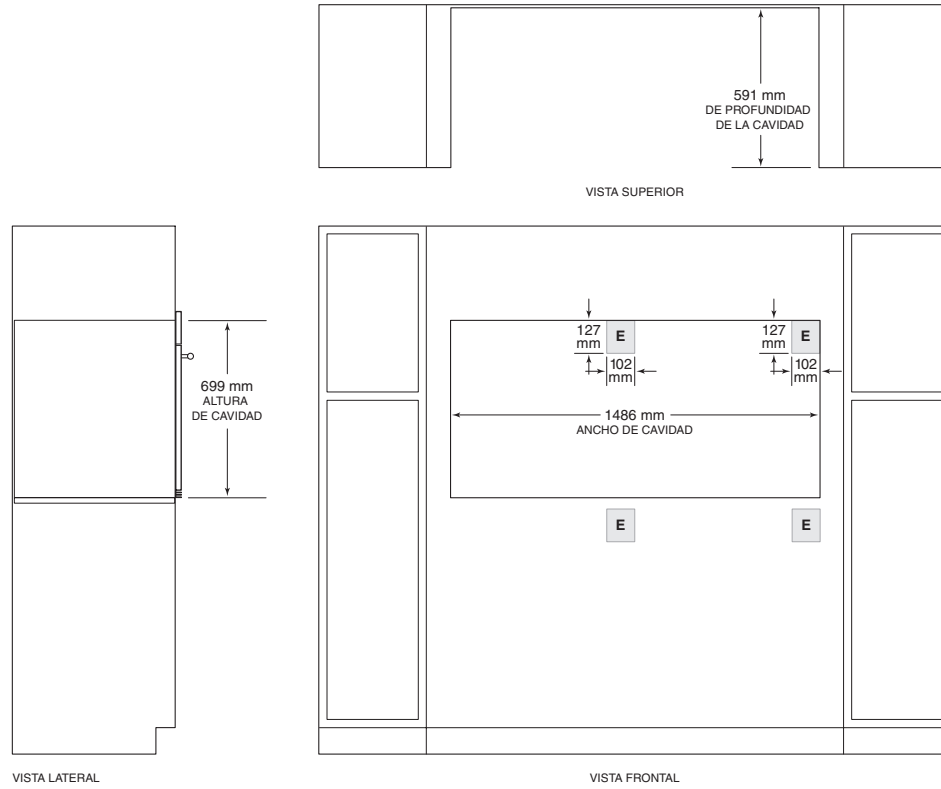 591 mm
DE PROFUNDIDAD
DE LA CAVIDAD
VISTA SUPERIOR
127
mm
E
127
mm
E
102
mm
102
mm
699 mm
ALTURA
DE CAVIDAD
1486 mm
ANCHO DE CAVIDAD
E
E
VISTA LATERAL
VISTA FRONTAL